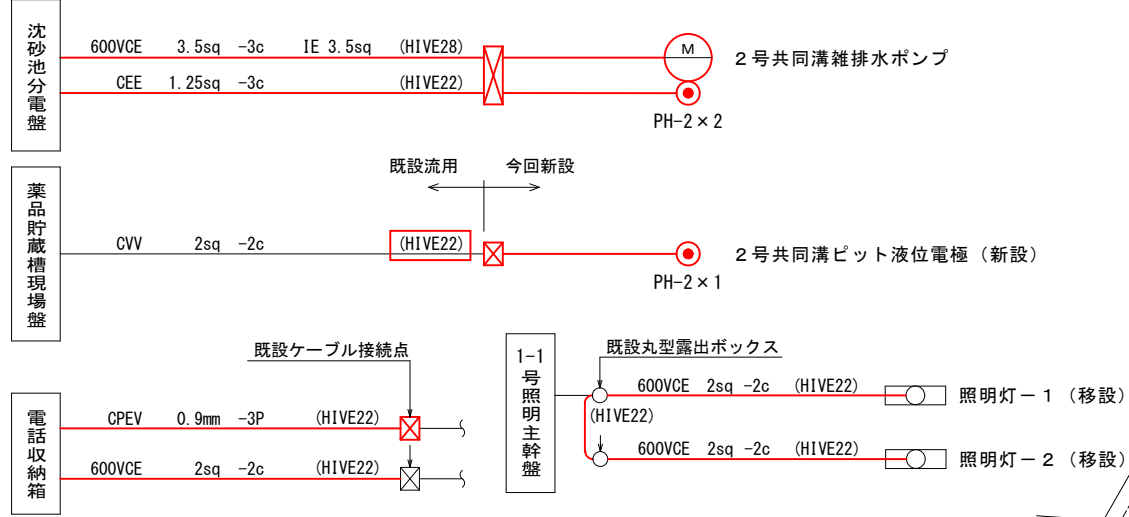 沈砂池分電盤
600VCE 3.5sq -3c IE 3.5sq (HIVE28)
M
2号共同溝雑排水ポンプ
CEE 1.25sq -3c (HIVE22)
PH-2×2
薬品貯蔵槽現場盤
既設流用 今回新設
CVV 2sq -2c (HIVE22)
2号共同溝ピット液位電極(新設)
PH-2×1
電話収納箱
既設ケーブル接続点
CPEV 0.9mm -3P (HIVE22)
600VCE 2sq -2c (HIVE22)
1-1号照明主幹盤
既設丸型露出ボックス
600VCE 2sq -2c (HIVE22)
照明灯-1(移設)
(HIVE22)
600VCE 2sq -2c (HIVE22)
照明灯-2(移設)